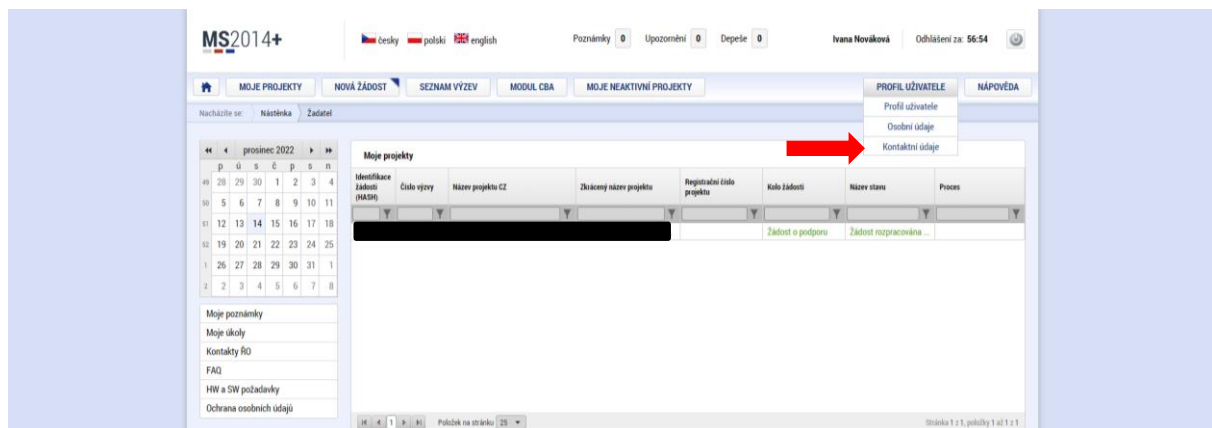 MS2014+
česky polski english
Poznámky 0 Upozornění 0 Depeše 0
Ivana Nováková Odhlášení za: 56:54
MOJE PROJEKTY NOVÁ ŽÁDOST SEZNAM VÝZEV MODUL CBA MOJE NEAKTIVNÍ PROJEKTY PROFIL UŽIVATELE NÁPOVĚDA
Profil uživatele
Osobní údaje
Kontaktní údaje
Nacházíte se: Nástěnka Žadatel
prosinec 2022
p ú s č p s n
49 28 29 30 1 2 3 4
50 5 6 7 8 9 10 11
51 12 13 14 15 16 17 18
52 19 20 21 22 23 24 25
1 26 27 28 29 30 31 1
2 2 3 4 5 6 7 8
Moje poznámky
Moje úkoly
Kontakty ŘO
FAQ
HW a SW požadavky
Ochrana osobních údajů
Moje projekty
Identifikace žádosti (HASH) Číslo výzvy Název projektu CZ Zkrácený název projektu Registrační číslo projektu Kolo žádosti Název stavu Proces
Žádost o podporu Žádost rozpracována ...
1 Položek na stránku 25
Stránka 1 z 1, položky 1 až 1 z 1